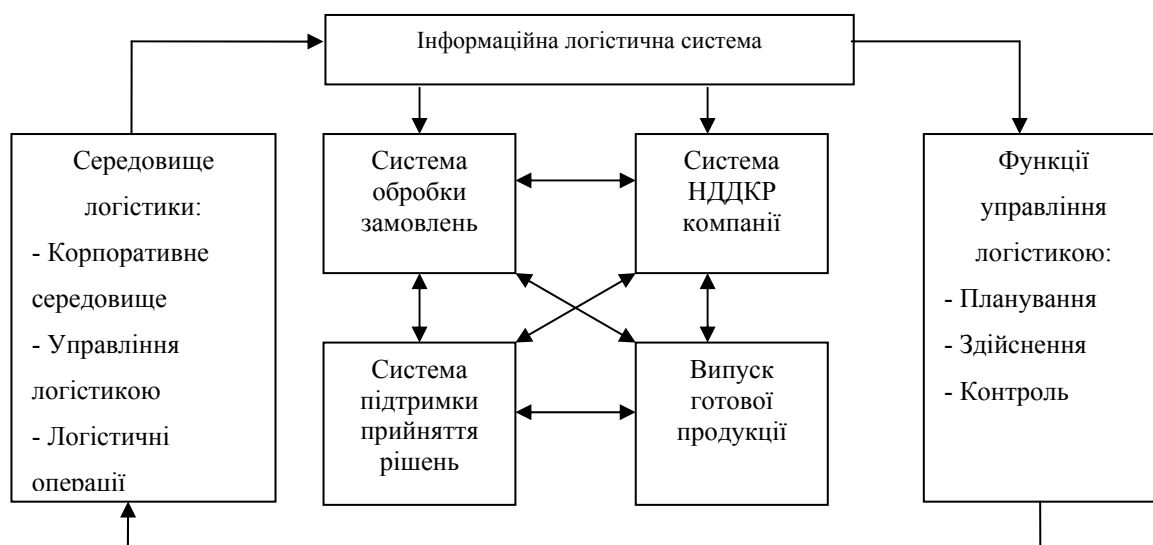 Інформаційна логістична система
Середовище
логістики:
- Корпоративне
середовище
- Управління
логістикою
- Логістичні
операції
Система
обробки
замовлень
Система
НДДКР
компанії
Система
підтримки
прийняття
рішень
Випуск
готової
продукції
Функції
управління
логістикою:
- Планування
- Здійснення
- Контроль